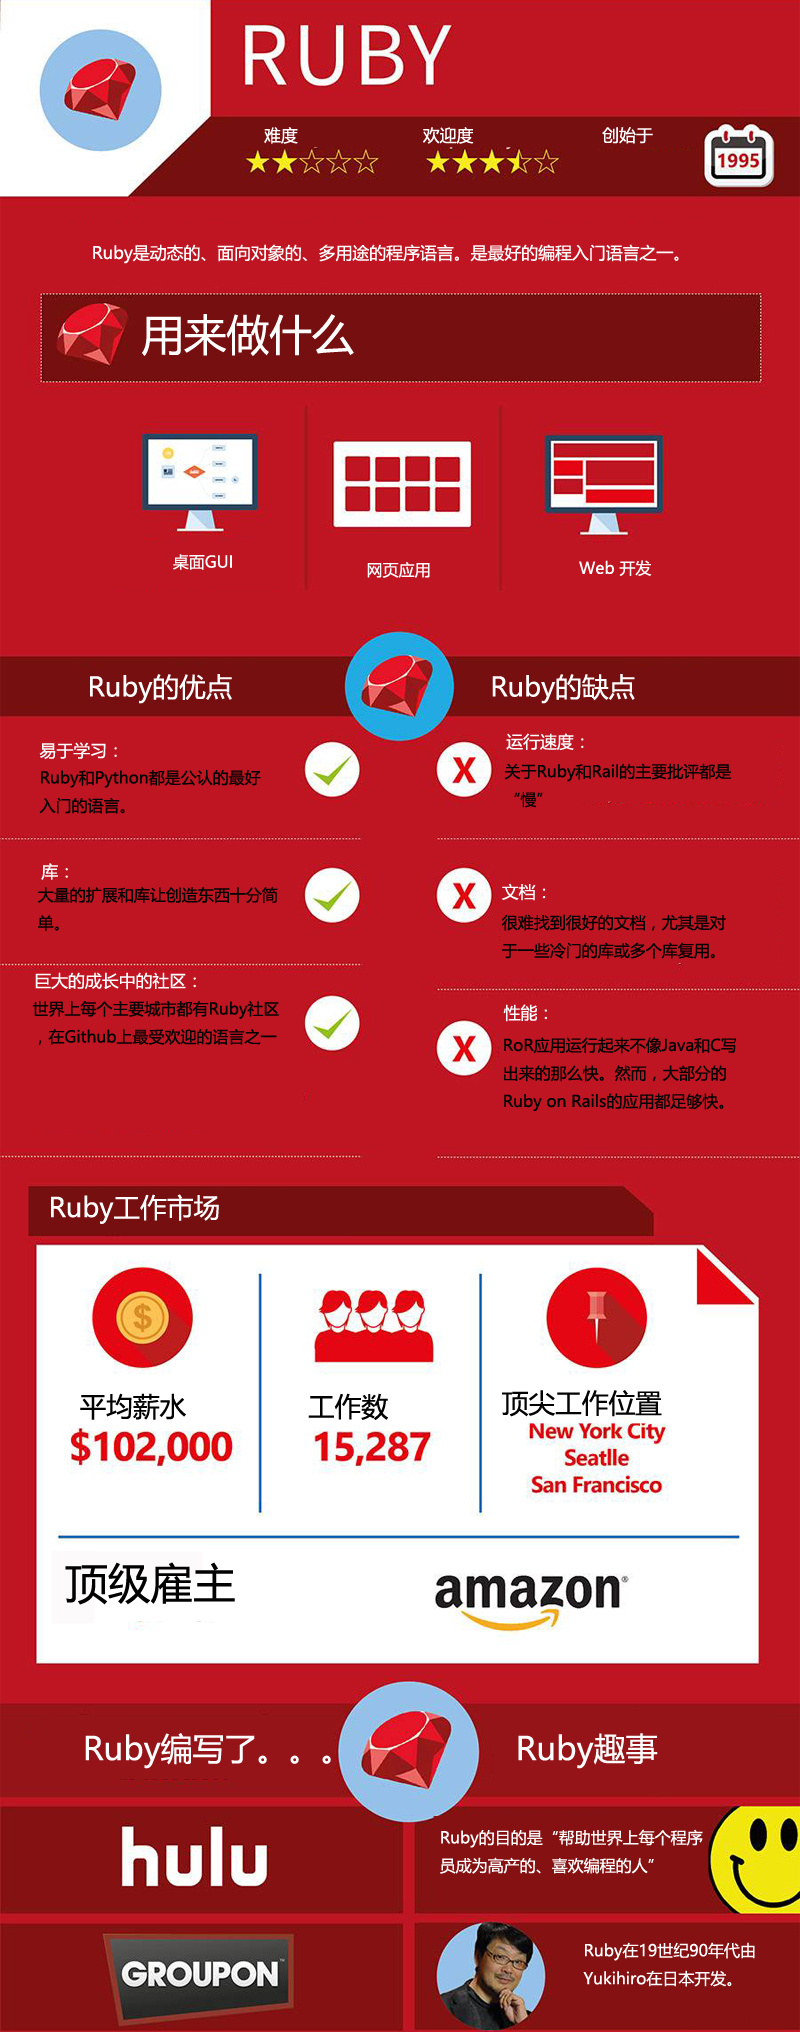 RUBY
难度
欢迎度
创始于
1995
Ruby是动态的、面向对象的、多用途的程序语言。是最好的编程入门语言之一。
用来做什么
桌面GUI
网页应用
Web 开发
Ruby的优点
Ruby的缺点
易于学习：
Ruby和Python都是公认的最好
入门的语言。
库：
大量的扩展和库让创造东西十分简
单。
巨大的成长中的社区：
世界上每个主要城市都有Ruby社区
，在Github上最受欢迎的语言之一
X
运行速度：
关于Ruby和Rail的主要批评都是
“慢”
X
文档：
很难找到很好的文档，尤其是对
于一些冷门的库或多个库复用。
X
性能：
RoR应用运行起来不像Java和C写
出来的那么快。然而，大部分的
Ruby on Rails的应用都足够快。
Ruby工作市场
$
平均薪水
$102,000
工作数
15,287
顶尖工作位置
New York City
Seatlle
San Francisco
顶级雇主
amazon®
Ruby编写了。。。
Ruby趣事
hulu
GROUPON
Ruby的目的是“帮助世界上每个程序
员成为高产的、喜欢编程的人”
Ruby在19世纪90年代由
Yukihiro在日本开发。